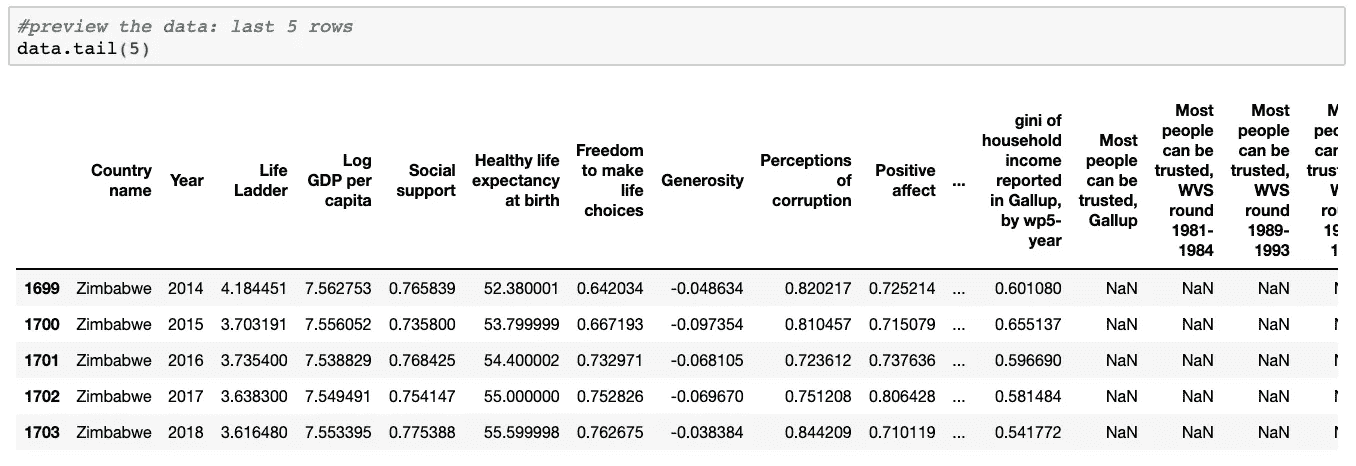 #preview the data: last 5 rows
data.tail(5)
Country name Year Life Ladder Log GDP per capita Social support Healthy life expectancy at birth Freedom to make life choices Generosity Perceptions of corruption Positive affect ... gini of household income reported in Gallup, by wp5-year Most people can be trusted, Gallup Most people can be trusted, WVS round 1981-1984 Most people can be trusted, WVS round 1989-1993
1699 Zimbabwe 2014 4.184451 7.562753 0.765839 52.380001 0.642034 -0.048634 0.820217 0.725214 ... 0.601080 NaN NaN NaN
1700 Zimbabwe 2015 3.703191 7.556052 0.735800 53.799999 0.667193 -0.097354 0.810457 0.715079 ... 0.655137 NaN NaN NaN
1701 Zimbabwe 2016 3.735400 7.538829 0.768425 54.400002 0.732971 -0.068105 0.723612 0.737636 ... 0.596690 NaN NaN NaN
1702 Zimbabwe 2017 3.638300 7.549491 0.754147 55.000000 0.752826 -0.069670 0.751208 0.806428 ... 0.581484 NaN NaN NaN
1703 Zimbabwe 2018 3.616480 7.553395 0.775388 55.599998 0.762675 -0.038384 0.844209 0.710119 ... 0.541772 NaN NaN NaN